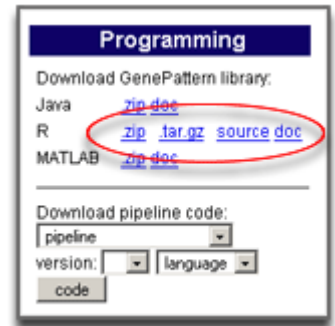 Programming
Download GenePattern library:
Java zip doc
R zip .tar.gz source doc
MATLAB zip doc
Download pipeline code:
pipeline
version: language
code